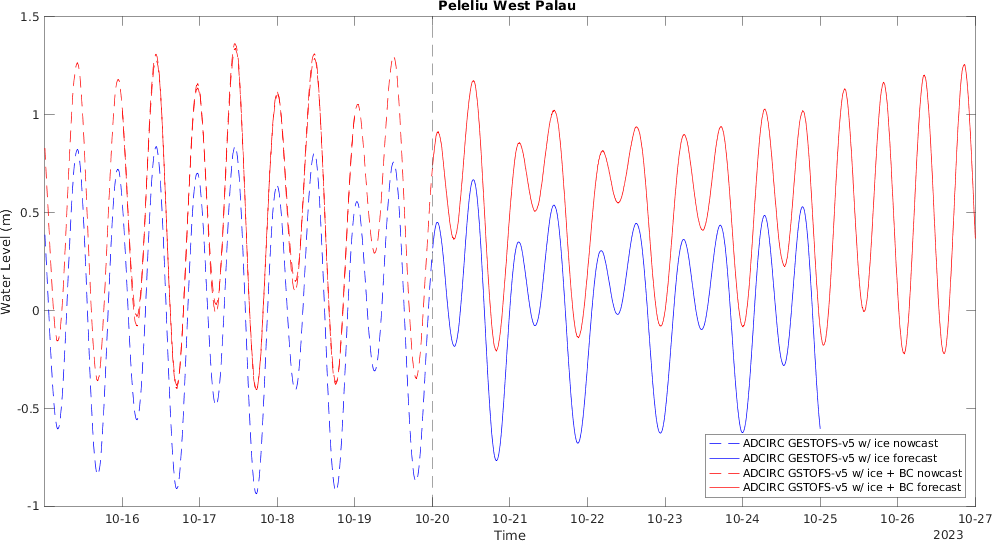 Peleliu West Palau
1.5
1
0.5
0
-0.5
-1
Water Level (m)
10-16
10-17
10-18
10-19
10-20
10-21
10-22
10-23
10-24
10-25
10-26
10-27
Time
2023
ADCIRC GESTOFS-v5 w/ ice nowcast
ADCIRC GESTOFS-v5 w/ ice forecast
ADCIRC GSTOFS-v5 w/ ice + BC nowcast
ADCIRC GSTOFS-v5 w/ ice + BC forecast